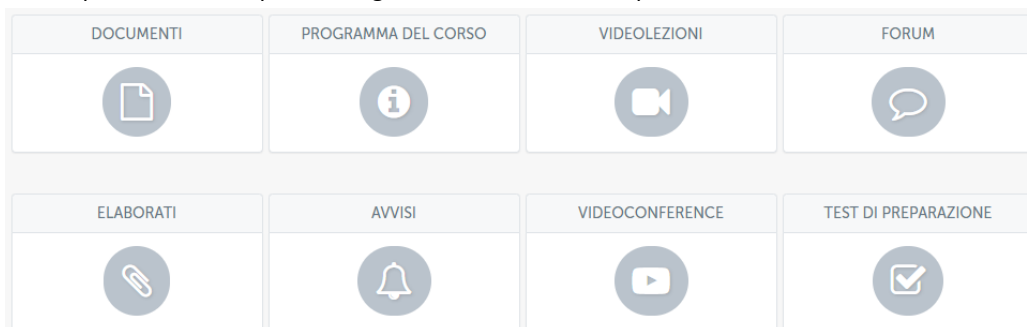 DOCUMENTI
PROGRAMMA DEL CORSO
VIDEOLEZIONI
FORUM
ELABORATI
AVVISI
VIDEOCONFERENCE
TEST DI PREPARAZIONE